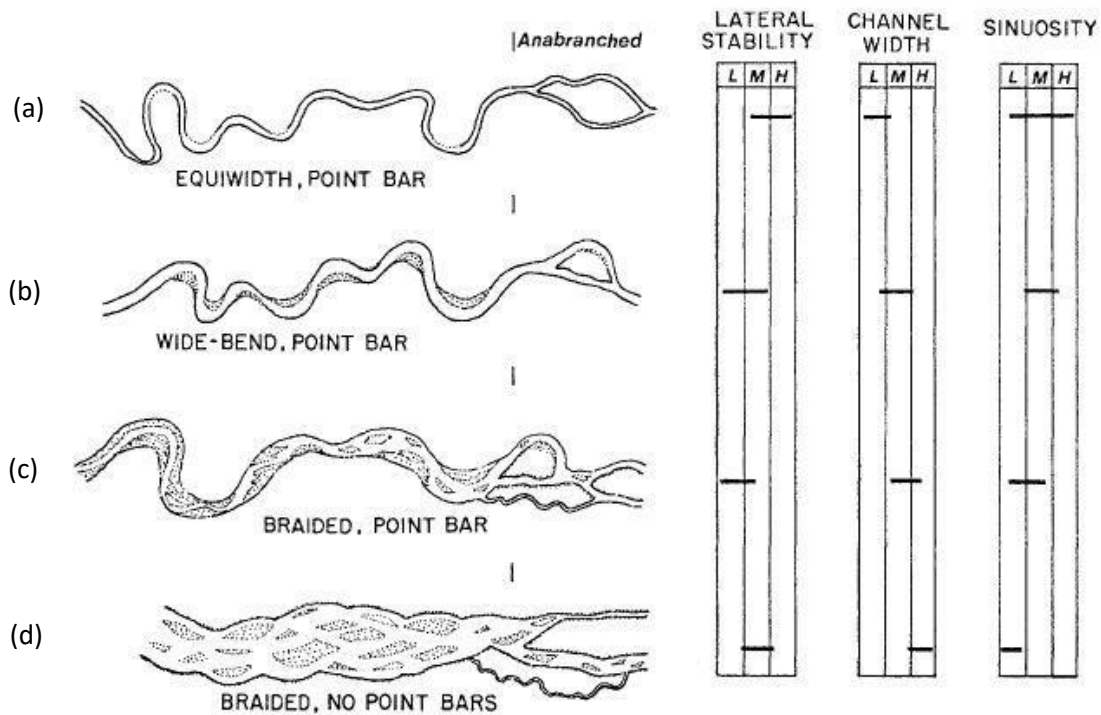 |Anabranched
LATERAL
STABILITY
CHANNEL
WIDTH
SINUOSITY
L M H
L M H
L M H
(a)
EQUIWIDTH, POINT BAR
(b)
WIDE-BEND, POINT BAR
(c)
BRAIDED, POINT BAR
(d)
BRAIDED, NO POINT BARS